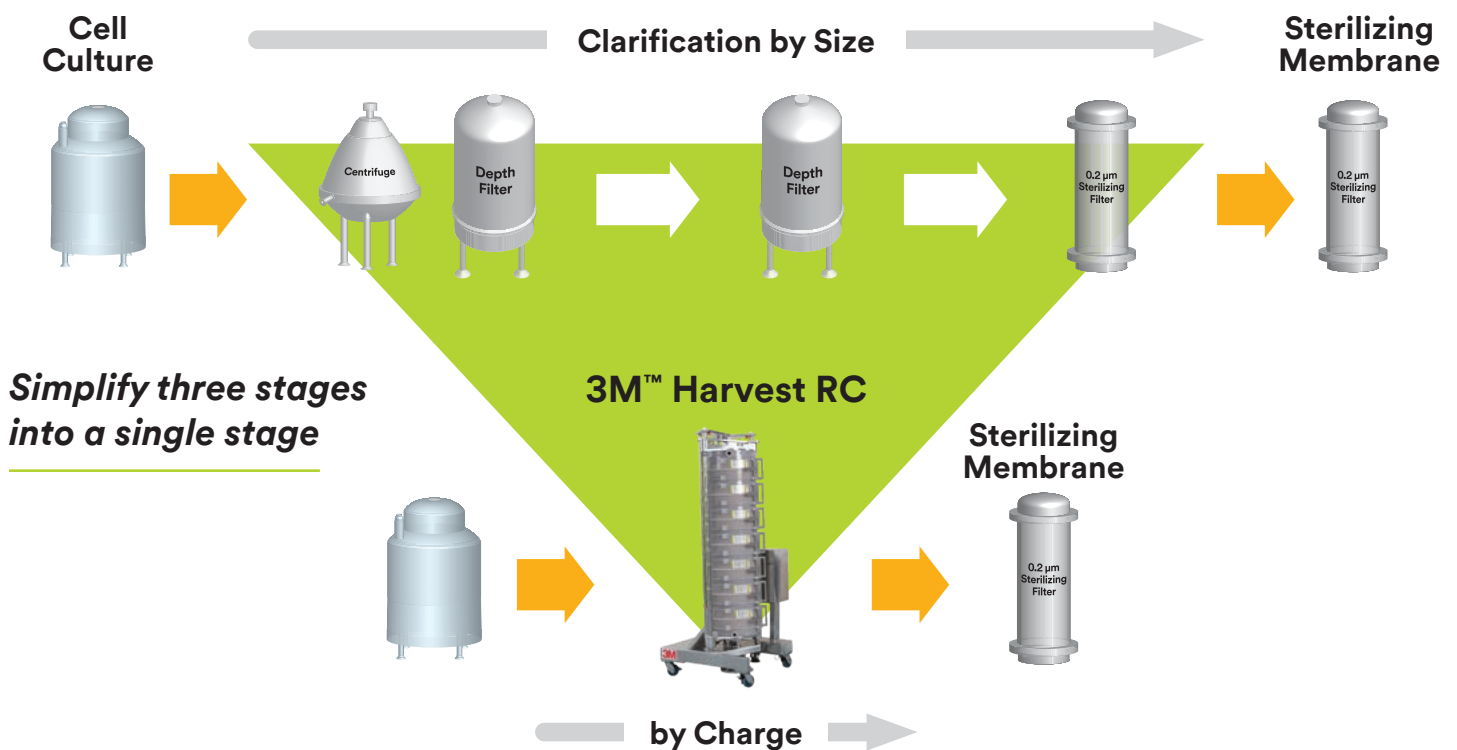 Cell
Culture
Clarification by Size
Sterilizing
Membrane
Centrifuge
Depth
Filter
Depth
Filter
0.2 µm
Sterilizing
Filter
0.2 µm
Sterilizing
Filter
Simplify three stages
into a single stage
3M™ Harvest RC
Sterilizing
Membrane
0.2 µm
Sterilizing
Filter
3M
by Charge